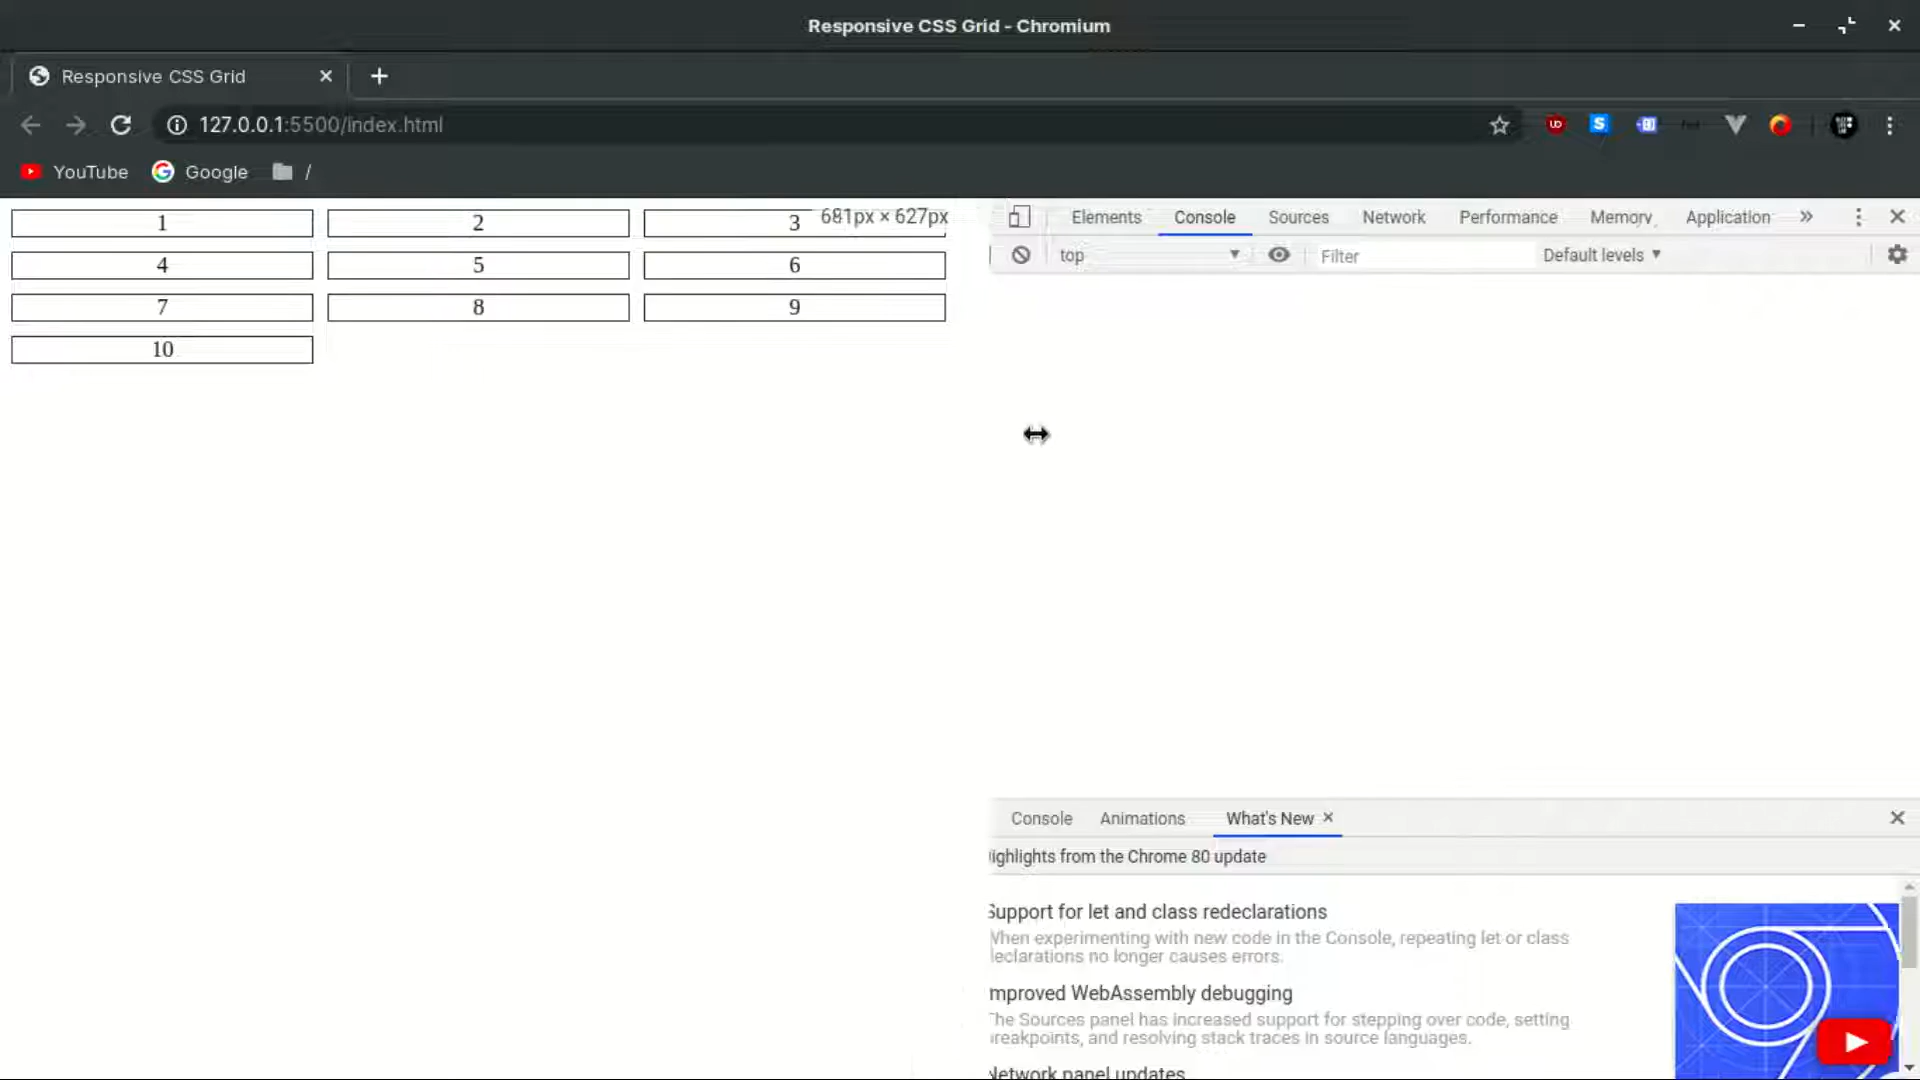 Responsive CSS Grid - Chromium
Responsive CSS Grid
127.0.0.1:5500/index.html
YouTube Google /
1 2 3 681px × 627px
4 5 6
7 8 9
10
Elements Console Sources Network Performance Memory Application »
top Filter Default levels
Console Animations What's New
ighlights from the Chrome 80 update
Support for let and class redeclarations
When experimenting with new code in the Console, repeating let or class
declarations no longer causes errors.
mproved WebAssembly debugging
The Sources panel has increased support for stepping over code, setting
reakpoints, and resolving stack traces in source languages.
Network panel updates